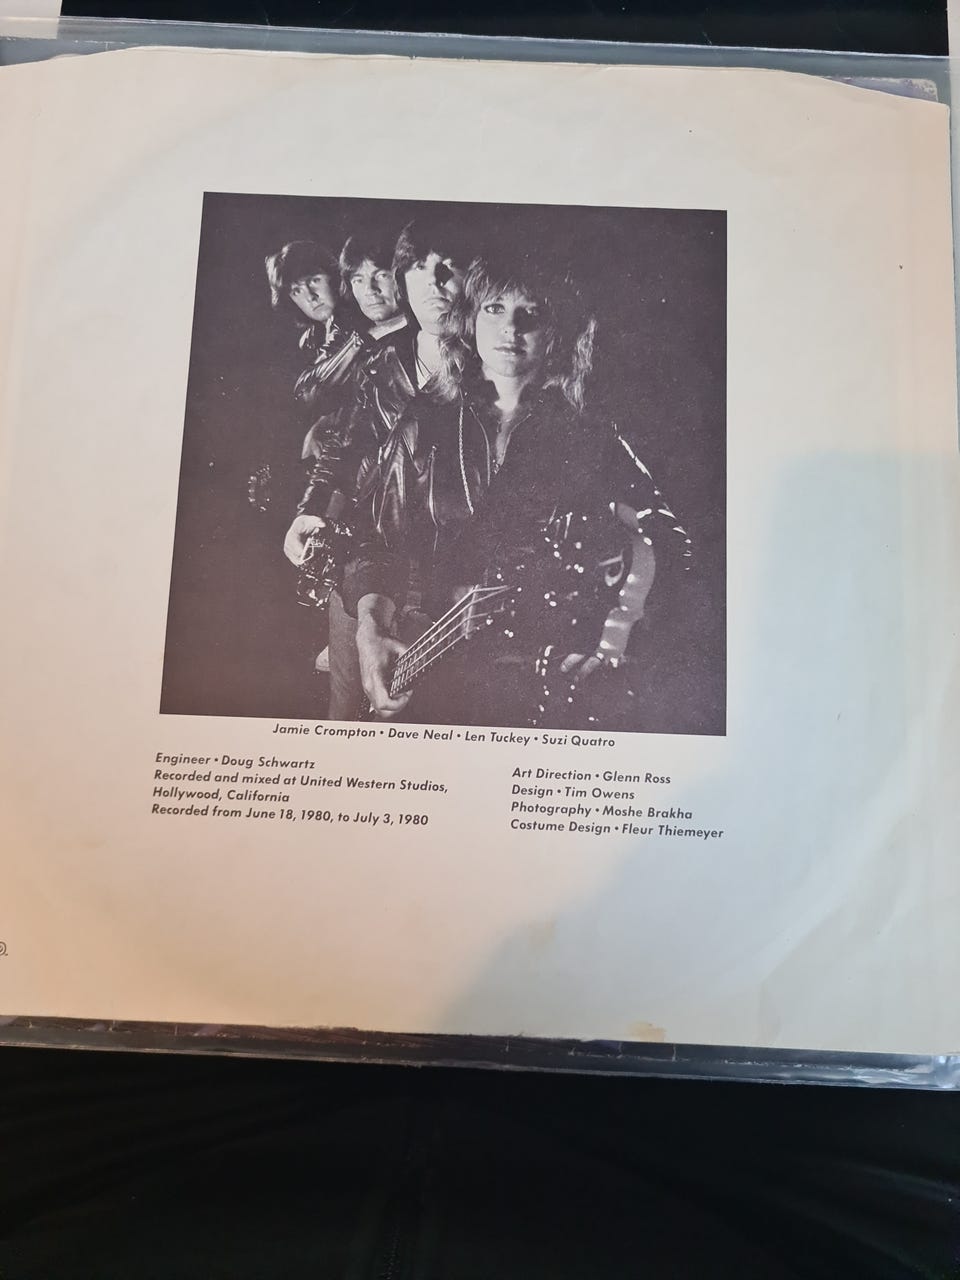 Jamie Crompton • Dave Neal • Len Tuckey • Suzi Quatro
Engineer • Doug Schwartz
Recorded and mixed at United Western Studios,
Hollywood, California
Recorded from June 18, 1980, to July 3, 1980
Art Direction • Glenn Ross
Design • Tim Owens
Photography • Moshe Brakha
Costume Design • Fleur Thiemeyer